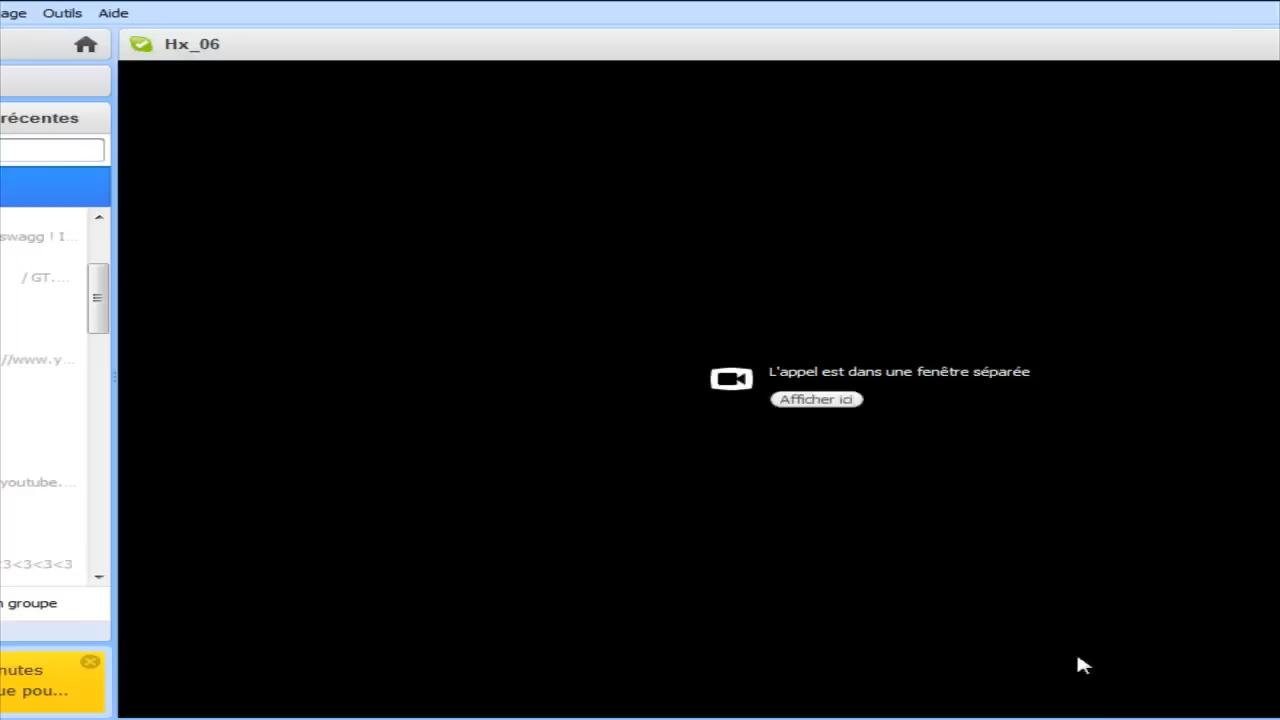 age Outils Aide
Hx_06
récentes
swagg ! I...
/ GT....
//www.y...
youtube....
:3<3<3<3
n groupe
nutes
ue pou...
L'appel est dans une fenêtre séparée
Afficher ici